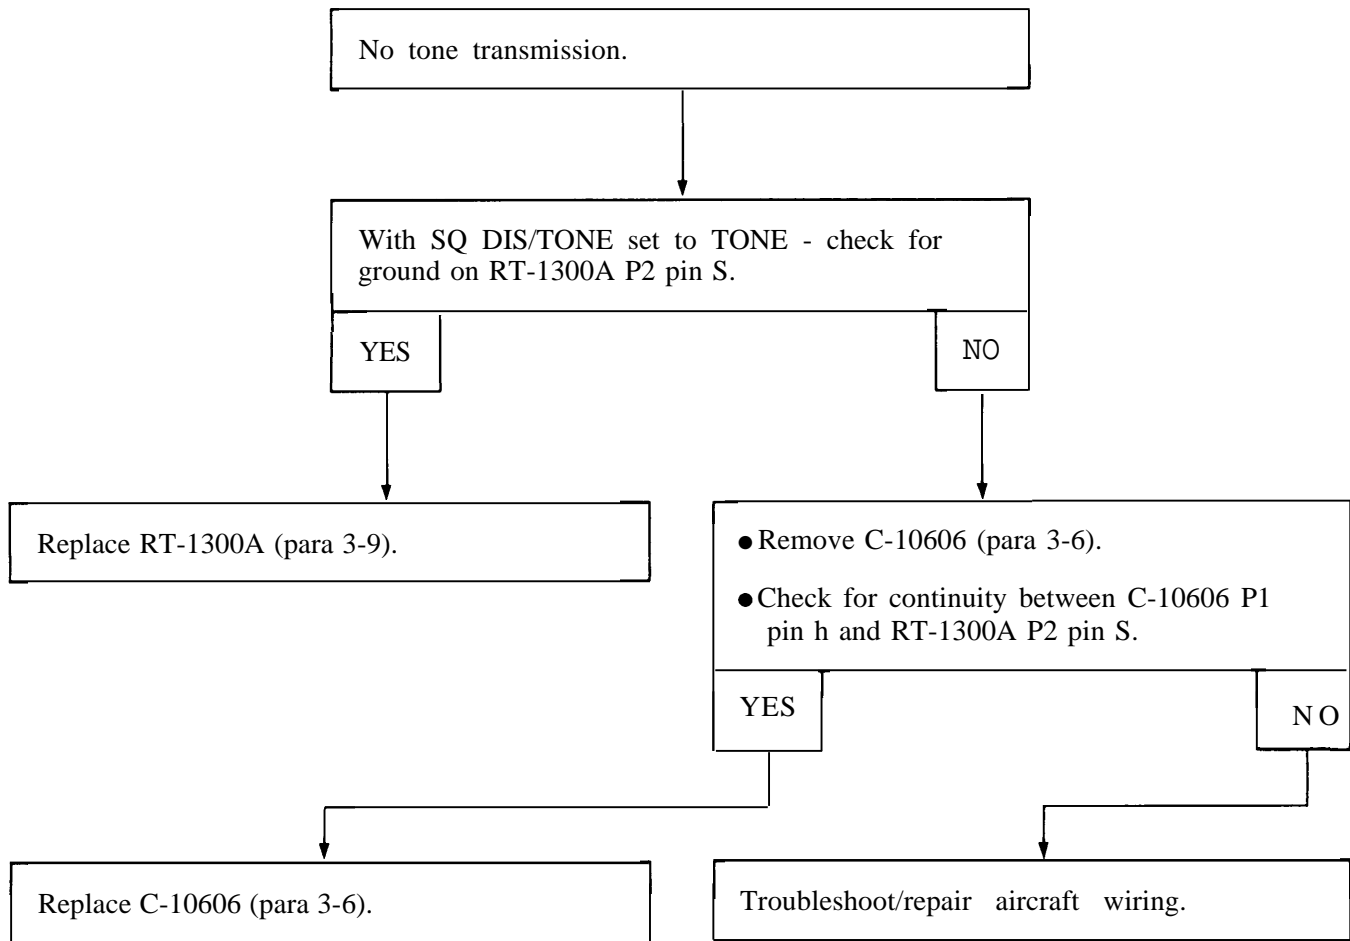 No tone transmission.
With SQ DIS/TONE set to TONE - check for
ground on RT-1300A P2 pin S.
YES
NO
Replace RT-1300A (para 3-9).
● Remove C-10606 (para 3-6).
● Check for continuity between C-10606 P1
pin h and RT-1300A P2 pin S.
YES
NO
Replace C-10606 (para 3-6).
Troubleshoot/repair aircraft wiring.